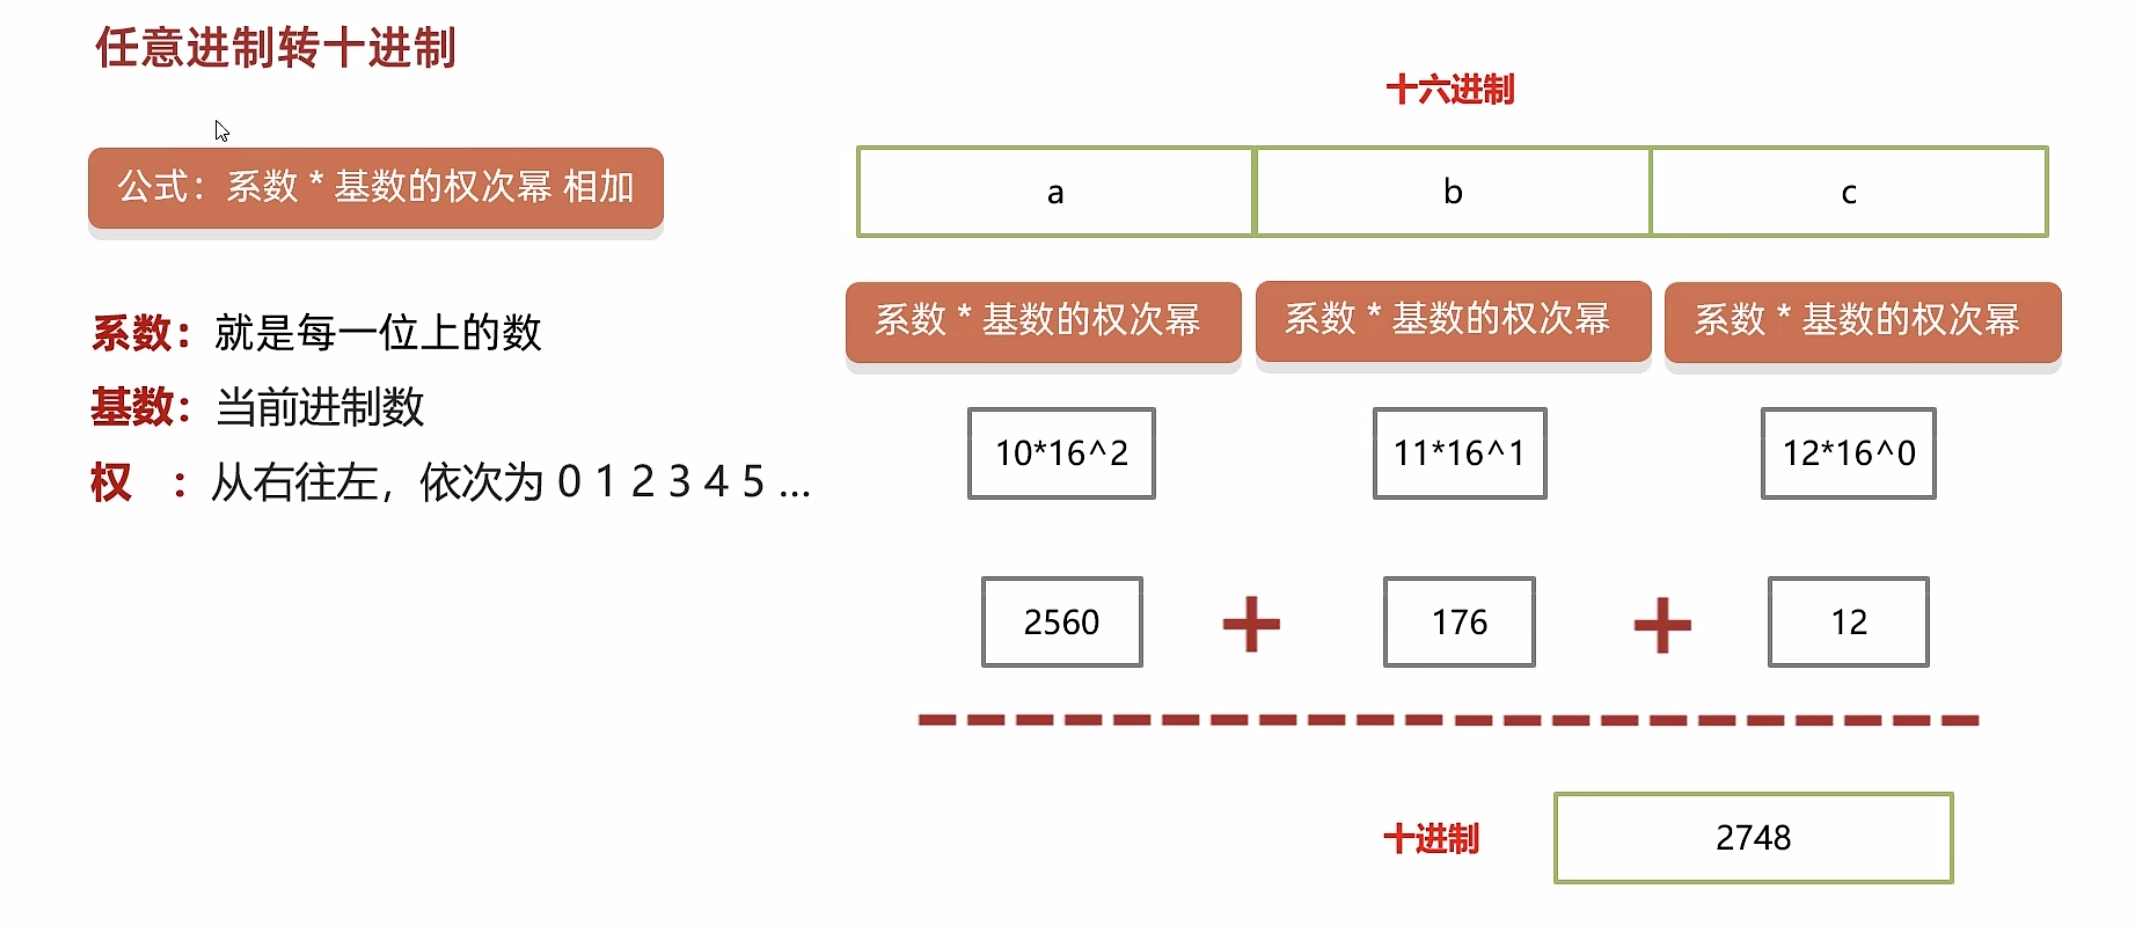 任意进制转十进制
公式：系数 * 基数的权次幂 相加
系数：就是每一位上的数
基数：当前进制数
权 ：从右往左，依次为 0 1 2 3 4 5 ...
十六进制
a b c
系数 * 基数的权次幂 系数 * 基数的权次幂 系数 * 基数的权次幂
10*16^2 11*16^1 12*16^0
2560 + 176 + 12
十进制 2748